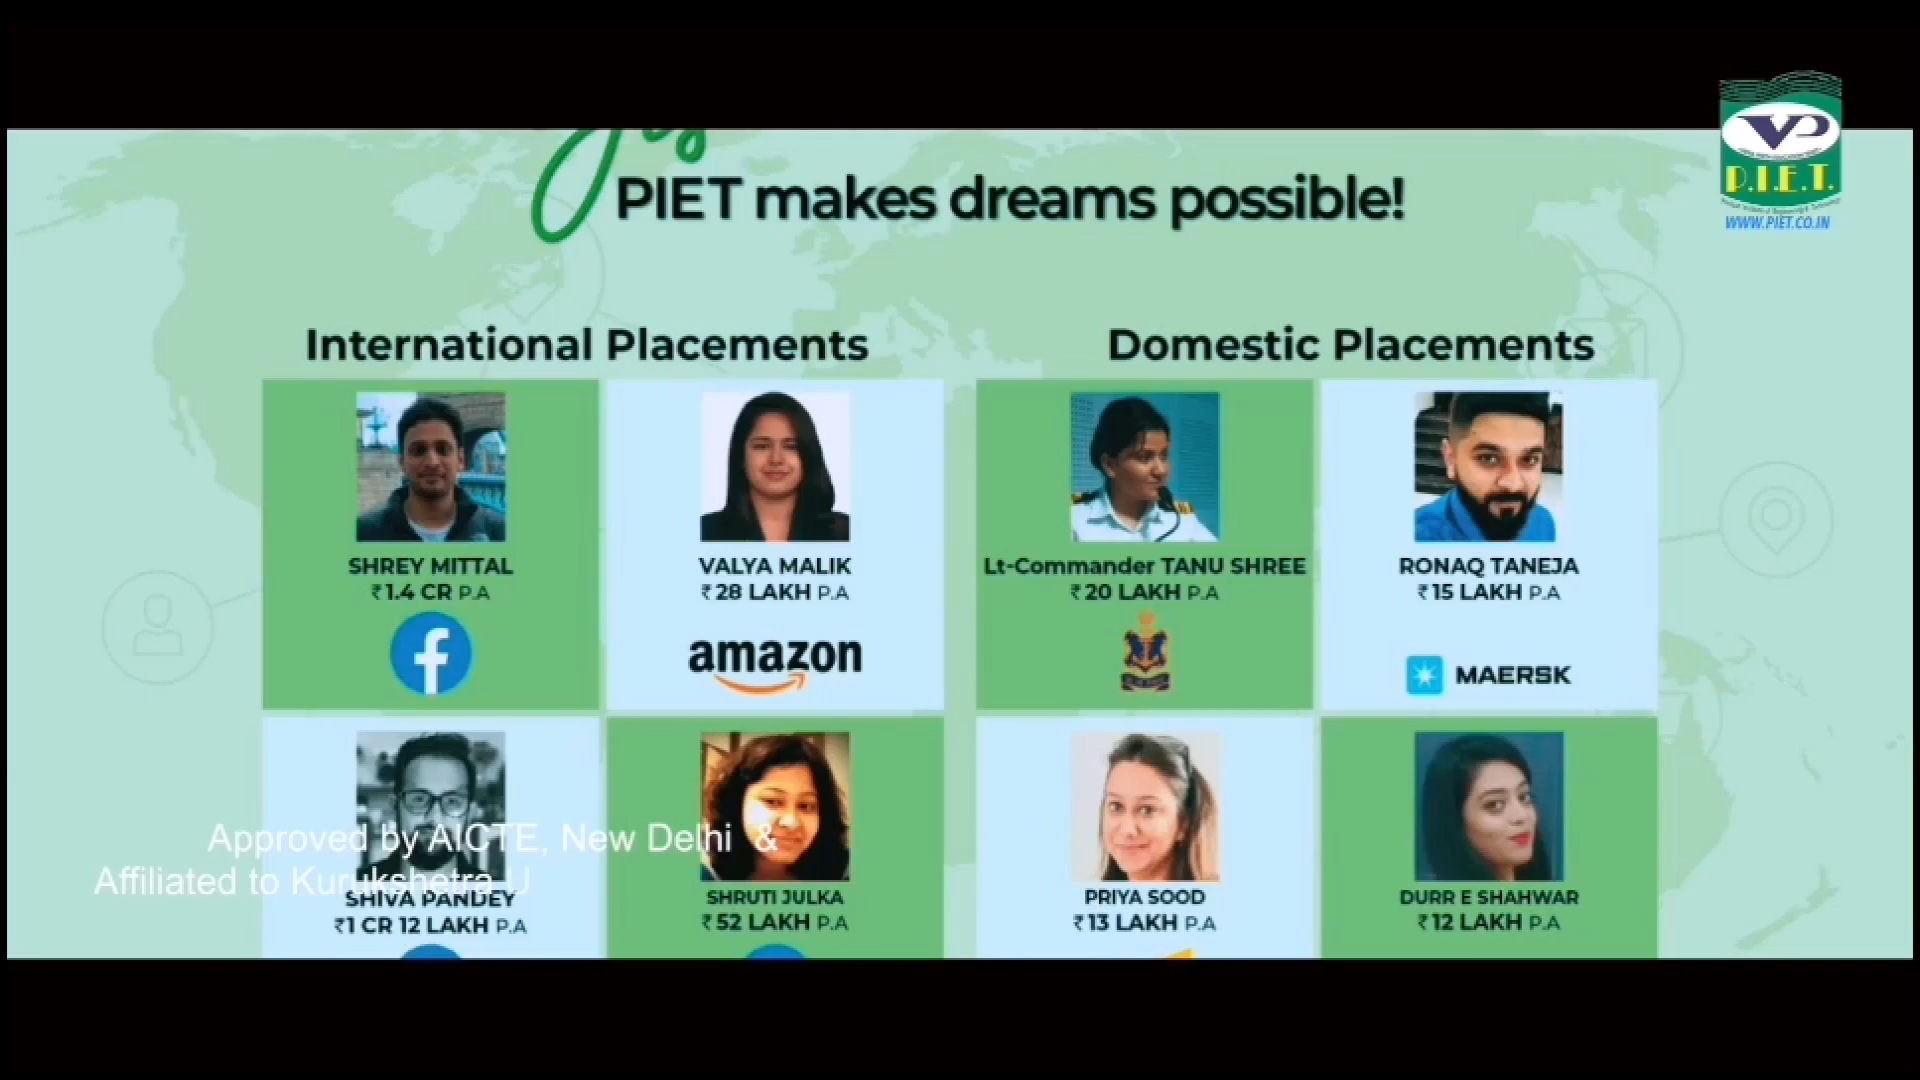 Yes
PIET makes dreams possible!
VP
P.I.E.T.
WWW.PIET.CO.IN
International Placements
Domestic Placements
SHREY MITTAL
₹1.4 CR P.A
f
VALYA MALIK
₹28 LAKH P.A
amazon
Lt-Commander TANU SHREE
₹20 LAKH P.A
RONAQ TANEJA
₹15 LAKH P.A
MAERSK
Approved by AICTE, New Delhi &
Affiliated to Kurukshetra U
SHIVA PANDEY
₹1 CR 12 LAKH P.A
SHRUTI JULKA
₹52 LAKH P.A
PRIYA SOOD
₹13 LAKH P.A
DURR E SHAHWAR
₹12 LAKH P.A